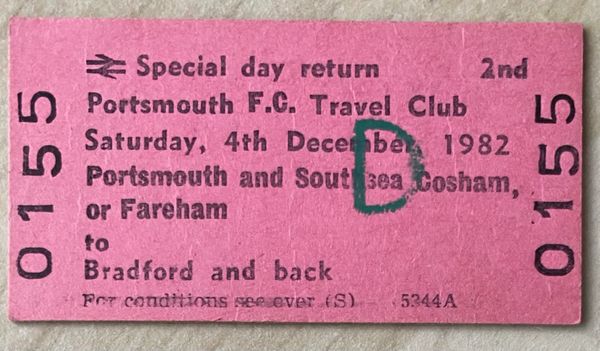 0155
Special day return 2nd
Portsmouth F.C. Travel Club
Saturday, 4th December 1982
Portsmouth and Southsea Cosham,
or Fareham
to
Bradford and back
For conditions see over (S) 5344A
D
0155